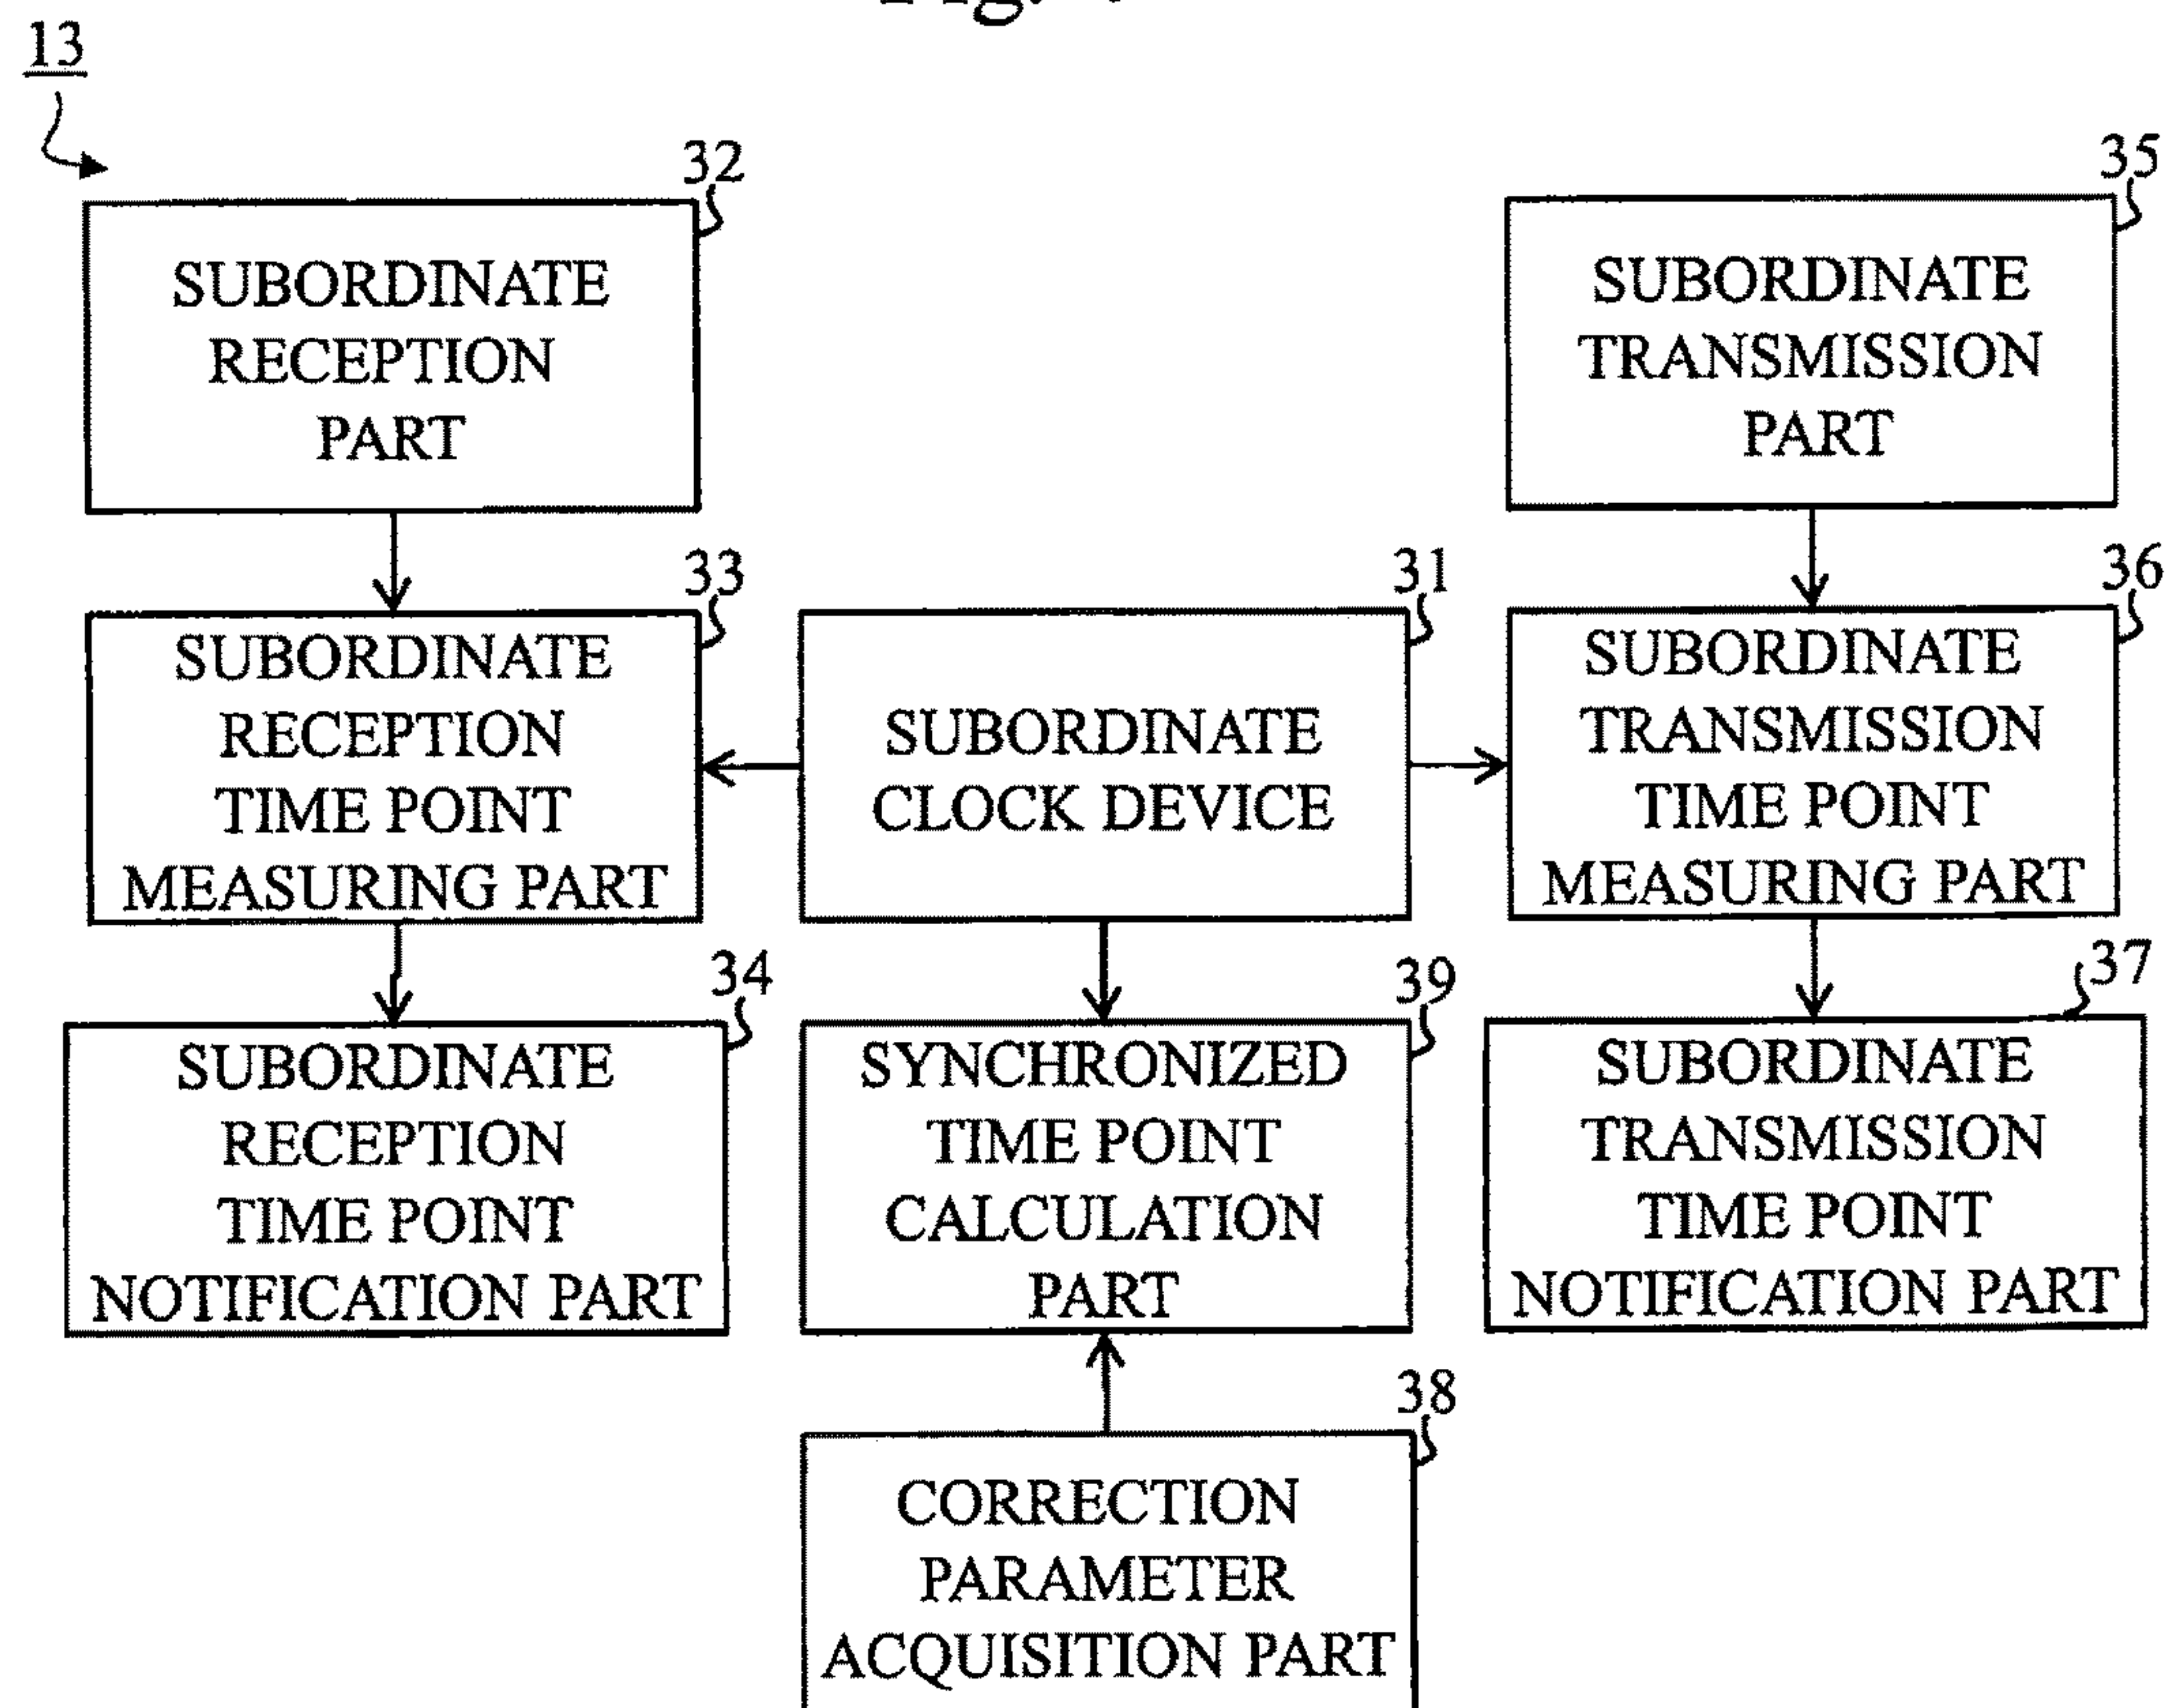 Fig.
13
32
SUBORDINATE
RECEPTION
PART
35
SUBORDINATE
TRANSMISSION
PART
33
SUBORDINATE
RECEPTION
TIME POINT
MEASURING PART
31
SUBORDINATE
CLOCK DEVICE
36
SUBORDINATE
TRANSMISSION
TIME POINT
MEASURING PART
34
SUBORDINATE
RECEPTION
TIME POINT
NOTIFICATION PART
39
SYNCHRONIZED
TIME POINT
CALCULATION
PART
37
SUBORDINATE
TRANSMISSION
TIME POINT
NOTIFICATION PART
38
CORRECTION
PARAMETER
ACQUISITION PART